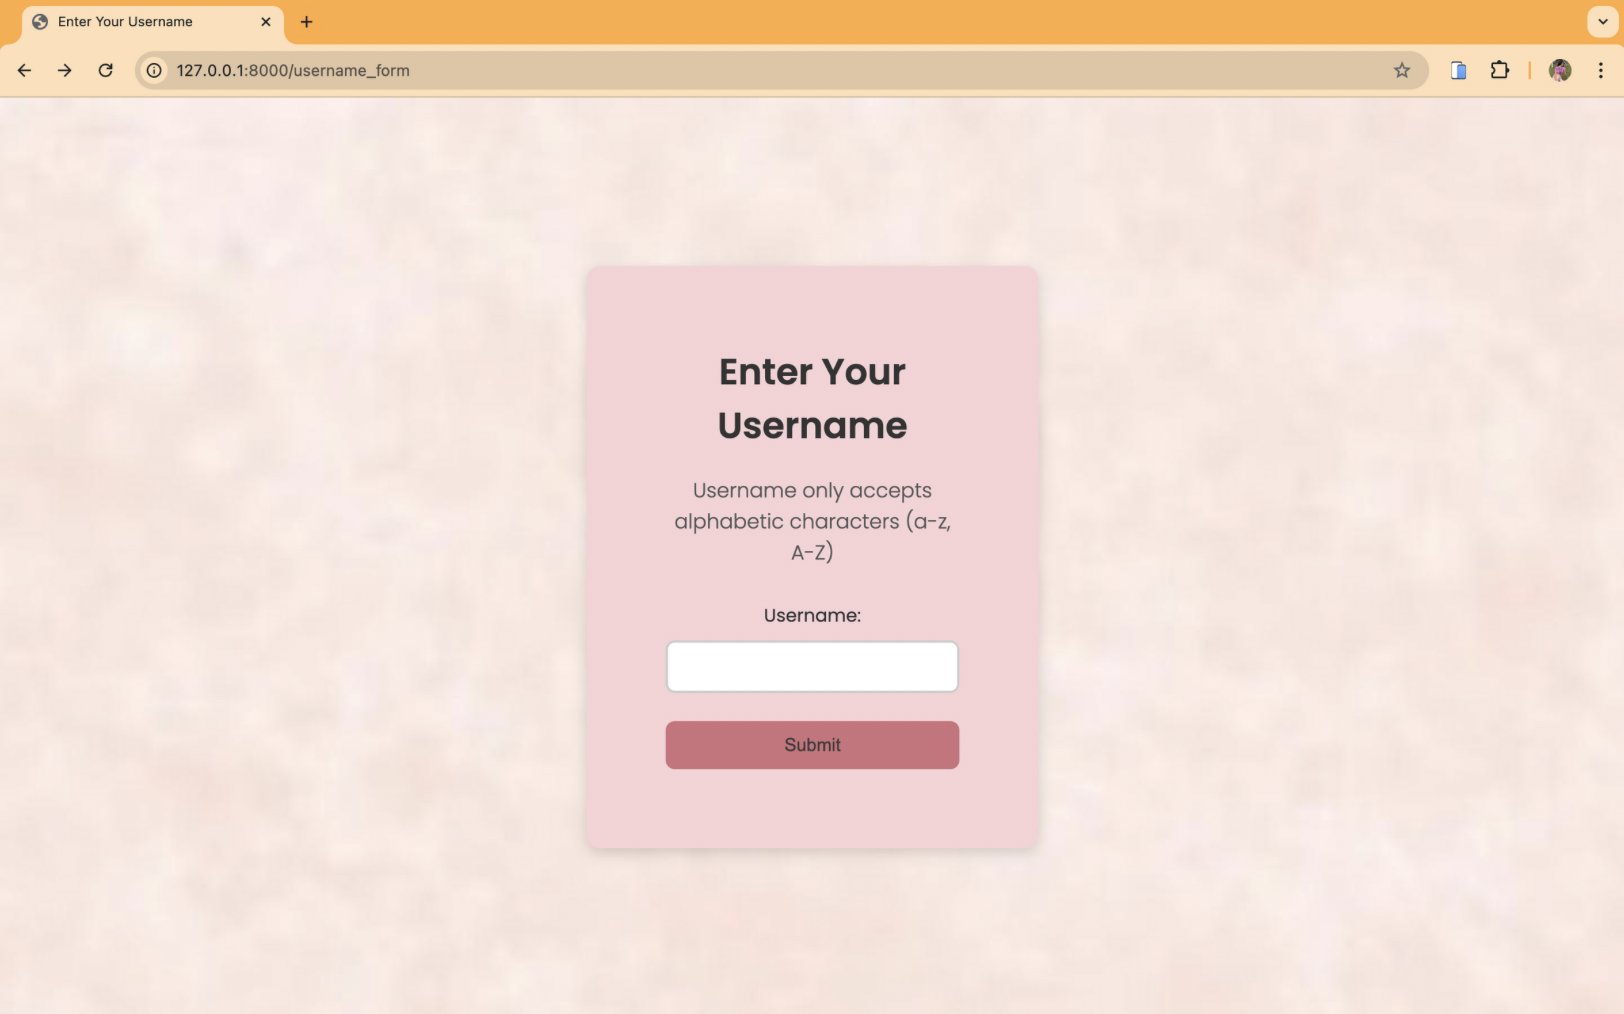 Enter Your Username
127.0.0.1:8000/username_form
Enter Your
Username
Username only accepts
alphabetic characters (a-z,
A-Z)
Username:
Submit